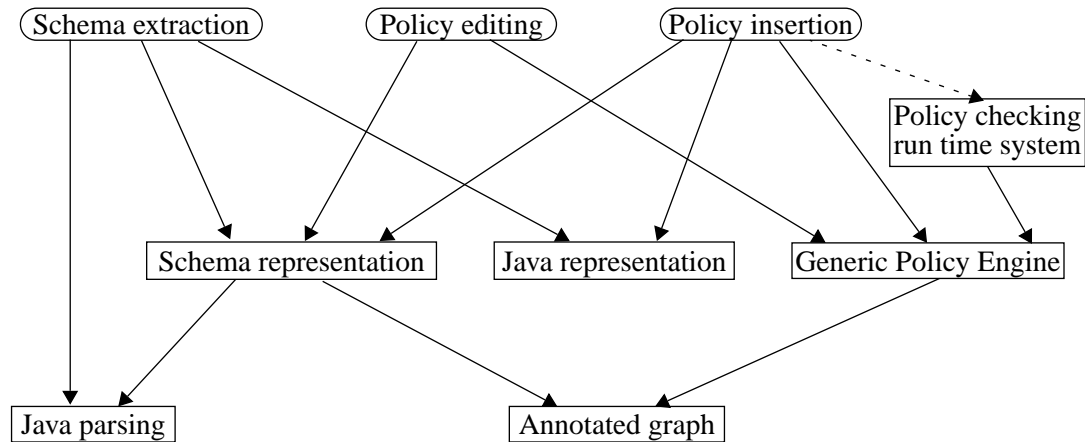 Schema extraction
Policy editing
Policy insertion
Policy checking
run time system
Schema representation
Java representation
Generic Policy Engine
Java parsing
Annotated graph